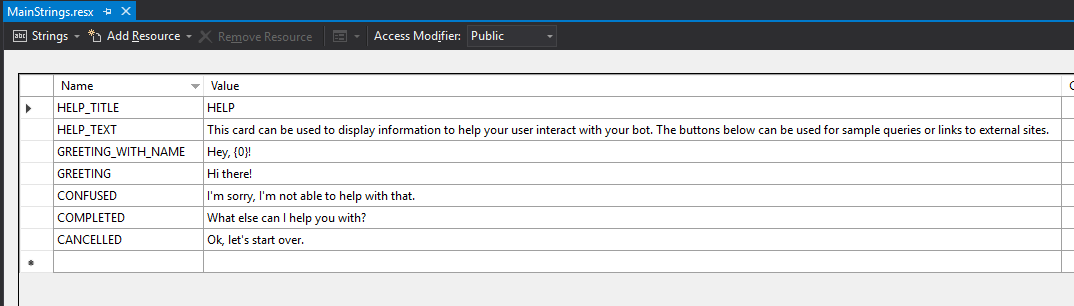 MainStrings.resx
abc Strings Add Resource Remove Resource Access Modifier: Public
Name Value
HELP_TITLE HELP
HELP_TEXT This card can be used to display information to help your user interact with your bot. The buttons below can be used for sample queries or links to external sites.
GREETING_WITH_NAME Hey, {0}!
GREETING Hi there!
CONFUSED I'm sorry, I'm not able to help with that.
COMPLETED What else can I help you with?
CANCELLED Ok, let's start over.